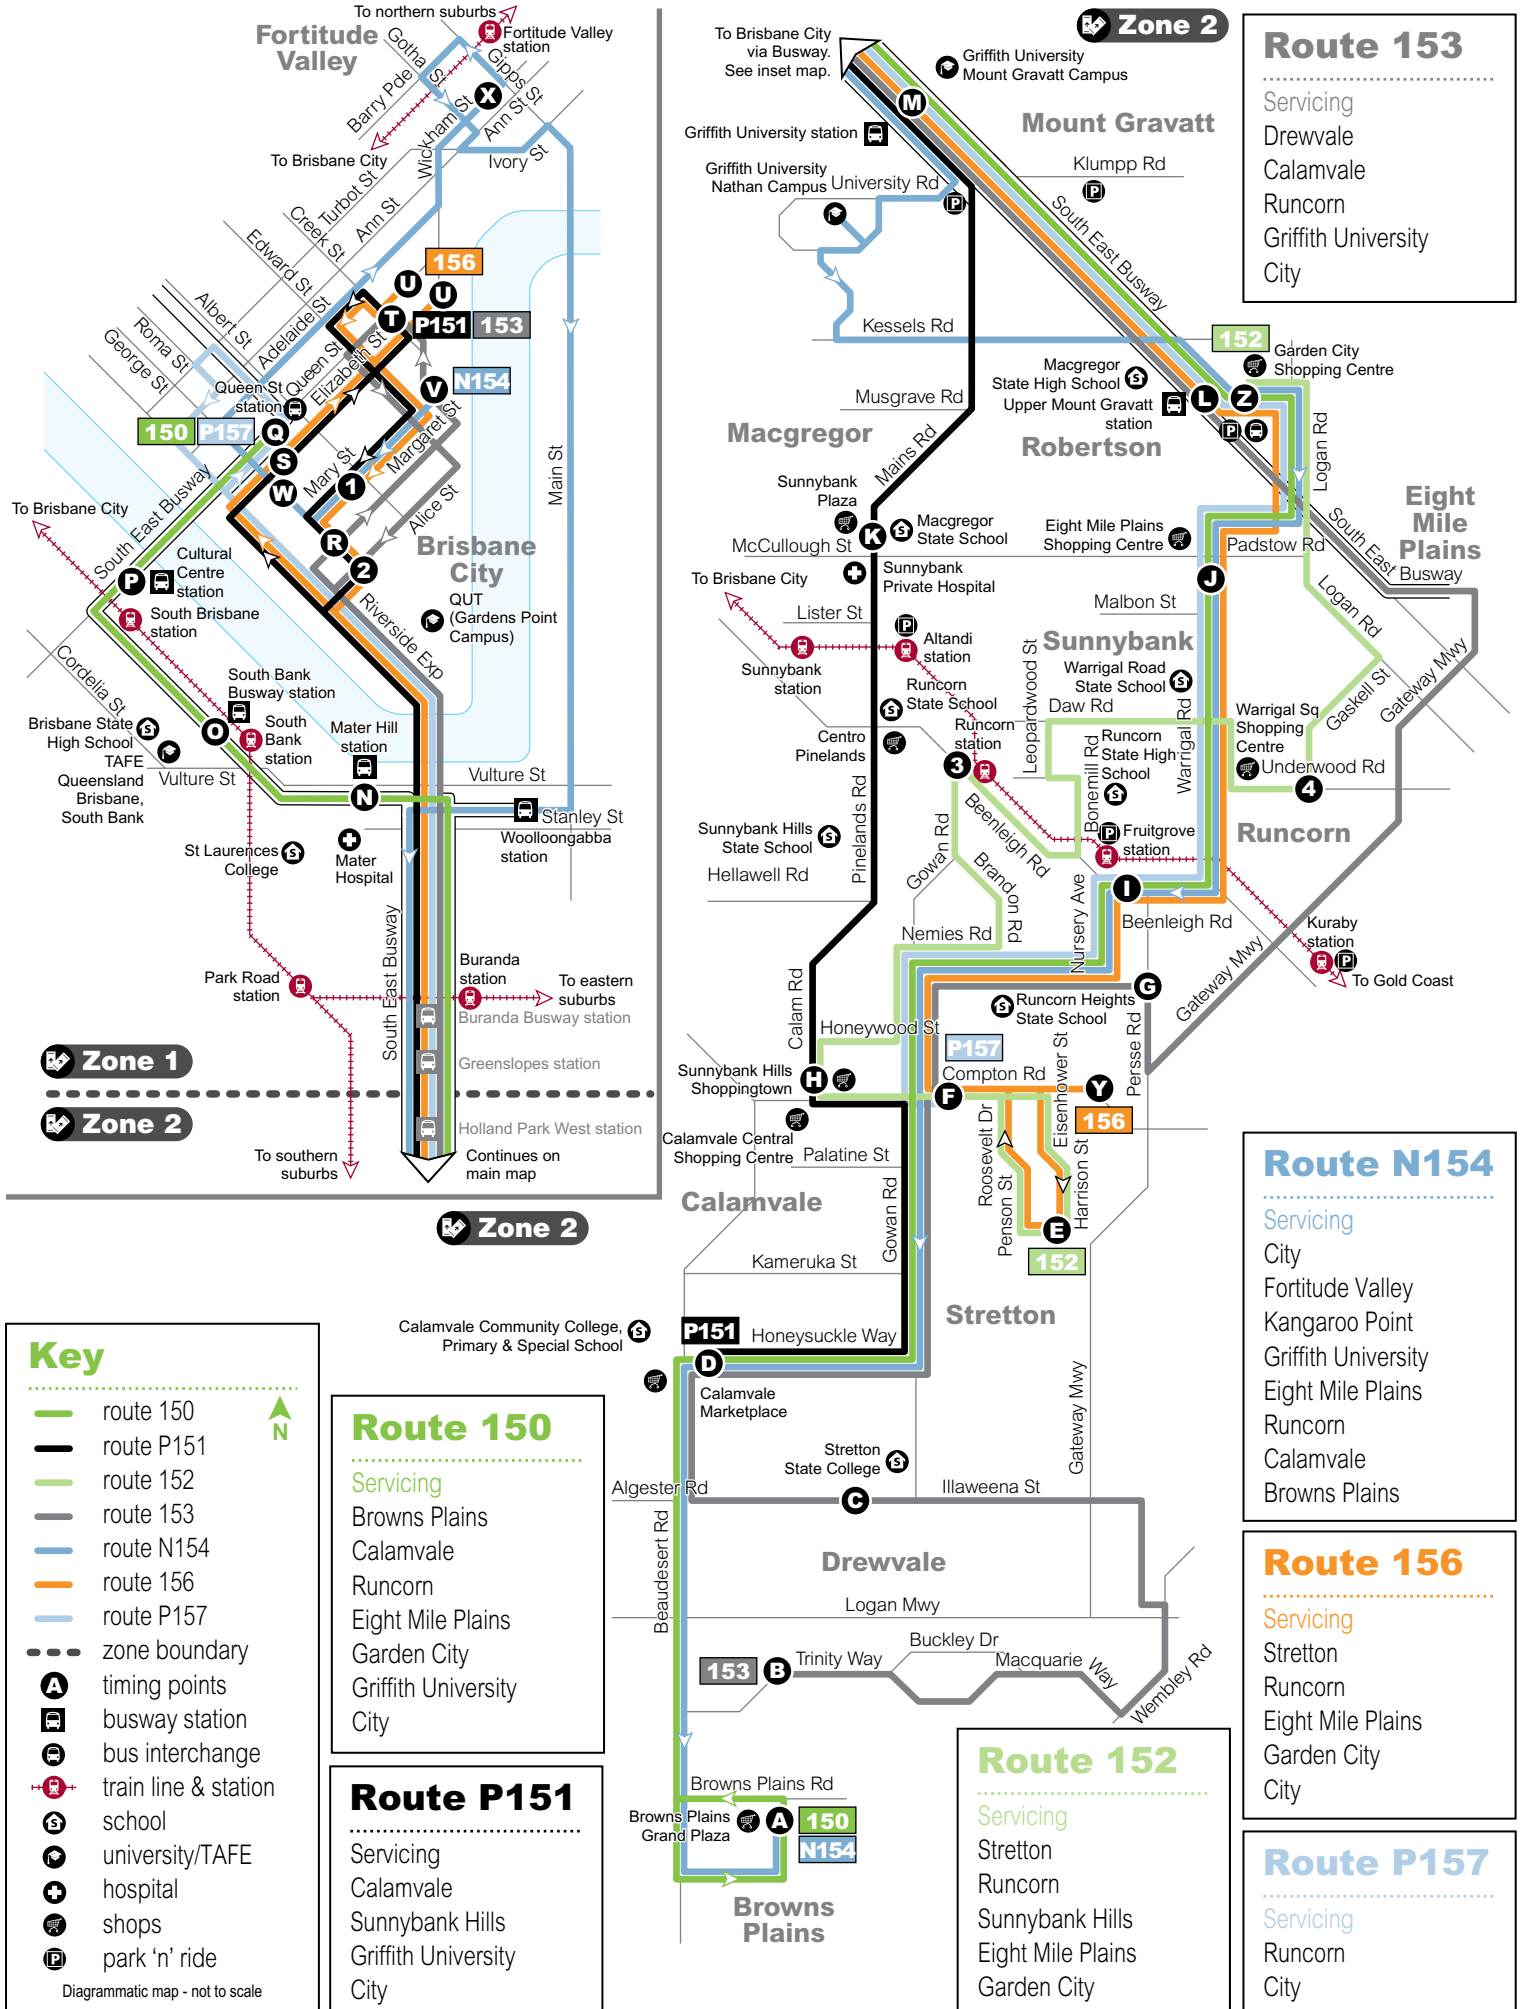 To northern suburbs
Fortitude
Valley
Fortitude Valley
station
Gotha St
Gipps St
Barry Pde
Ann St
Wickham St
X
To Brisbane City
Ivory St
Turbot St
Ann St
Creek St
Edward St
Adelaide St
Albert St
Roma St
George St
156
U
U
T
P151
153
Queen St
Elizabeth St
Queen St
station
V
N154
Margaret St
150
P157
Q
S
W
Mary St
1
Alice St
Main St
South East Busway
To Brisbane City
R
2
Brisbane
City
P
Cultural
Centre
station
South Brisbane
station
QUT
(Gardens Point
Campus)
Riverside Exp
Cordelia St
South Bank
Busway station
Brisbane State
High School
TAFE
Queensland
Brisbane,
South Bank
O
South
Bank
station
Mater Hill
station
Vulture St
Vulture St
N
Stanley St
Woolloongabba
station
St Laurences
College
Mater
Hospital
South East Busway
Park Road
station
Buranda
station
To eastern
suburbs
Buranda Busway station
Greenslopes station
Zone 1
Zone 2
Holland Park West station
To southern
suburbs
Continues on
main map
Zone 2
To Brisbane City
via Busway.
See inset map.
Zone 2
Griffith University
Mount Gravatt Campus
M
Mount Gravatt
Griffith University station
Klumpp Rd
Griffith University
Nathan Campus
University Rd
South East Busway
Kessels Rd
152
Garden City
Shopping Centre
Macgregor
State High School
Upper Mount Gravatt
station
L
Z
Musgrave Rd
Macgregor
Robertson
Logan Rd
Mains Rd
Sunnybank
Plaza
Macgregor
State School
K
McCullough St
Eight Mile Plains
Shopping Centre
Padstow Rd
Eight
Mile
Plains
South East
Busway
Sunnybank
Private Hospital
To Brisbane City
J
Malbon St
Lister St
Logan Rd
Altandi
station
Sunnybank
Sunnybank
station
Leopardwood St
Warrigal Road
State School
Gaskell St
Gateway Mwy
Runcorn
State School
Daw Rd
Runcorn
station
Centro
Pinelands
Bonemill Rd
Runcorn
State High
School
Warrigal Rd
Warrigal Sq
Shopping
Centre
Underwood Rd
3
4
Pinelands Rd
Beenleigh Rd
Sunnybank Hills
State School
Gowan Rd
Fruitgrove
station
Runcorn
Hellawell Rd
Brandon Rd
I
Beenleigh Rd
Nemies Rd
Nursery Ave
Kuraby
station
To Gold Coast
Gateway Mwy
Calam Rd
G
Honeywood St
Runcorn Heights
State School
P157
Persse Rd
Sunnybank Hills
Shoppingtown
H
Compton Rd
F
Y
156
Eisenhower St
Roosevelt Dr
Calamvale Central
Shopping Centre
Palatine St
Penson St
Harrison St
E
152
Calamvale
Gowan Rd
Kameruka St
Stretton
Calamvale Community College,
Primary & Special School
P151
Honeysuckle Way
D
Calamvale
Marketplace
Gateway Mwy
Stretton
State College
Algester Rd
C
Illaweena St
Beaudesert Rd
Drewvale
Logan Mwy
Buckley Dr
153
B
Trinity Way
Macquarie Way
Wembley Rd
Browns Plains Rd
Browns Plains
Grand Plaza
A
150
N154
Browns
Plains
Key
N
route 150
route P151
route 152
route 153
route N154
route 156
route P157
zone boundary
A
timing points
busway station
bus interchange
train line & station
school
university/TAFE
hospital
shops
park ‘n’ ride
Diagrammatic map - not to scale
Route 150
Servicing
Browns Plains
Calamvale
Runcorn
Eight Mile Plains
Garden City
Griffith University
City
Route P151
Servicing
Calamvale
Sunnybank Hills
Griffith University
City
Route 152
Servicing
Stretton
Runcorn
Sunnybank Hills
Eight Mile Plains
Garden City
Route 153
Servicing
Drewvale
Calamvale
Runcorn
Griffith University
City
Route N154
Servicing
City
Fortitude Valley
Kangaroo Point
Griffith University
Eight Mile Plains
Runcorn
Calamvale
Browns Plains
Route 156
Servicing
Stretton
Runcorn
Eight Mile Plains
Garden City
City
Route P157
Servicing
Runcorn
City